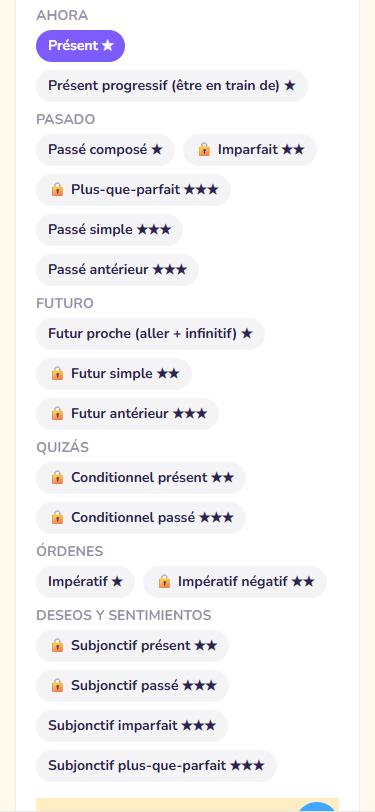 AHORA
Présent ★
Présent progressif (être en train de) ★
PASADO
Passé composé ★
🔒 Imparfait ★★
🔒 Plus-que-parfait ★★★
Passé simple ★★★
Passé antérieur ★★★
FUTURO
Futur proche (aller + infinitif) ★
🔒 Futur simple ★★
🔒 Futur antérieur ★★★
QUIZÁS
🔒 Conditionnel présent ★★
🔒 Conditionnel passé ★★★
ÓRDENES
Impératif ★
🔒 Impératif négatif ★★
DESEOS Y SENTIMIENTOS
🔒 Subjonctif présent ★★
🔒 Subjonctif passé ★★★
Subjonctif imparfait ★★★
Subjonctif plus-que-parfait ★★★